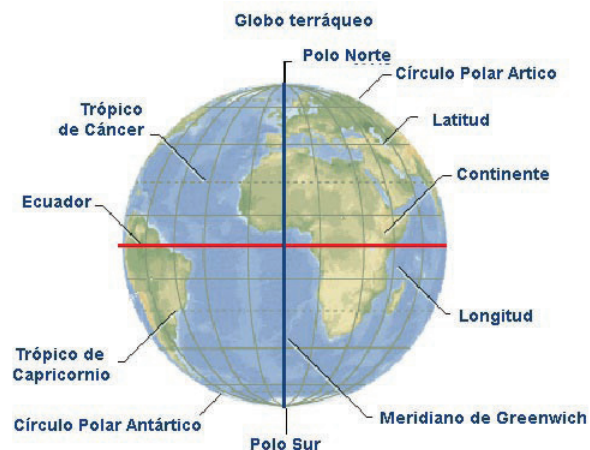 Globo terráqueo
Polo Norte
Círculo Polar Artico
Trópico
de Cáncer
Latitud
Continente
Ecuador
Longitud
Trópico de
Capricornio
Círculo Polar Antártico
Meridiano de Greenwich
Polo Sur